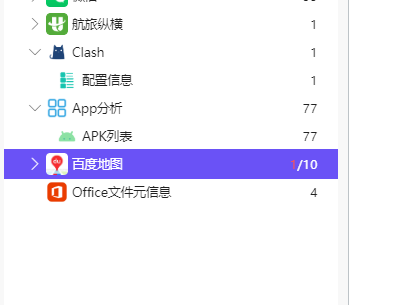 航旅纵横 1
Clash 1
配置信息 1
App分析 77
APK列表 77
百度地图 1/10
Office文件元信息 4